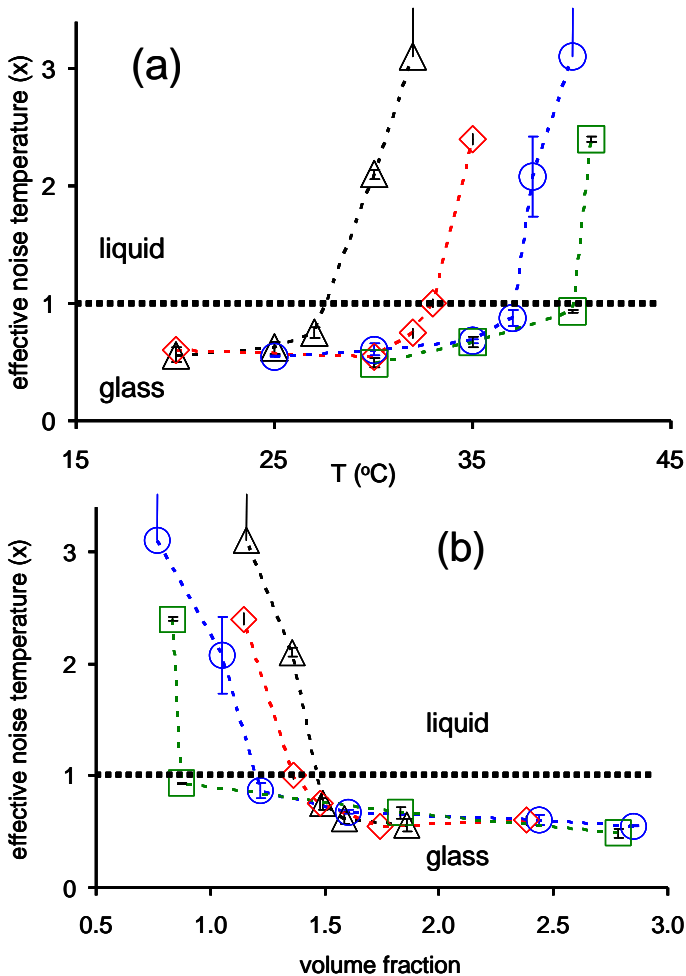 (a)
3
2
1
0
effective noise temperature (x)
liquid
glass
15
25
35
45
T (ºC)
(b)
3
2
1
0
effective noise temperature (x)
liquid
glass
0.5
1.0
1.5
2.0
2.5
3.0
volume fraction